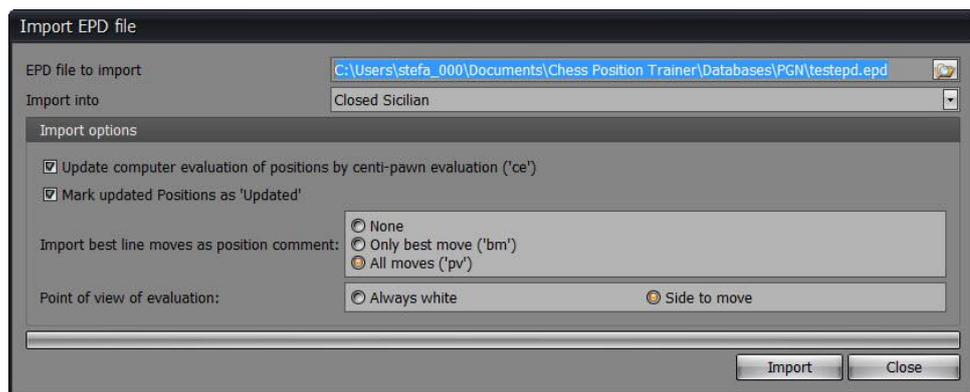 Import EPD file
EPD file to import C:\Users\stefa_000\Documents\Chess Position Trainer\Databases\PGN\testepd.epd
Import into Closed Sicilian
Import options
Update computer evaluation of positions by centi-pawn evaluation ('ce')
Mark updated Positions as 'Updated'
Import best line moves as position comment:
None
Only best move ('bm')
All moves ('pv')
Point of view of evaluation: Always white Side to move
Import Close